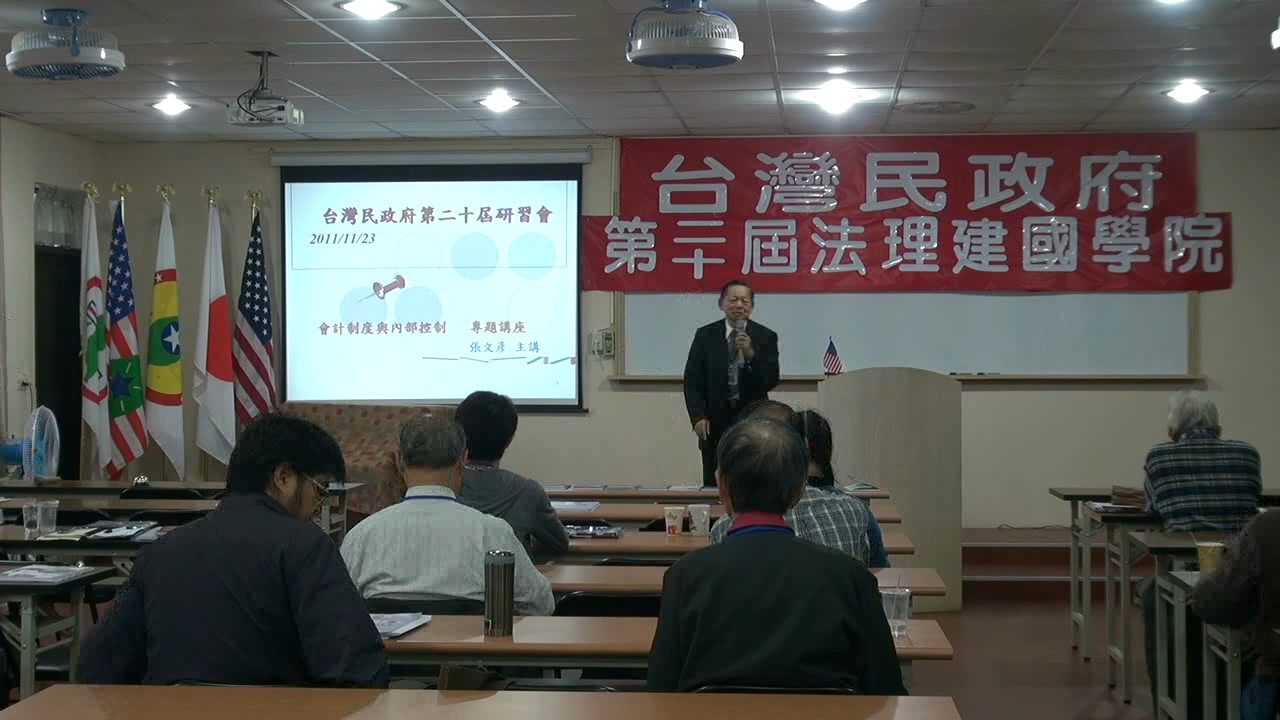 台灣民政府第二十屆研習會
2011/11/23
會計制度與內部控制 專題講座
張文彥 主講
台灣民政府
第二十屆法理建國學院